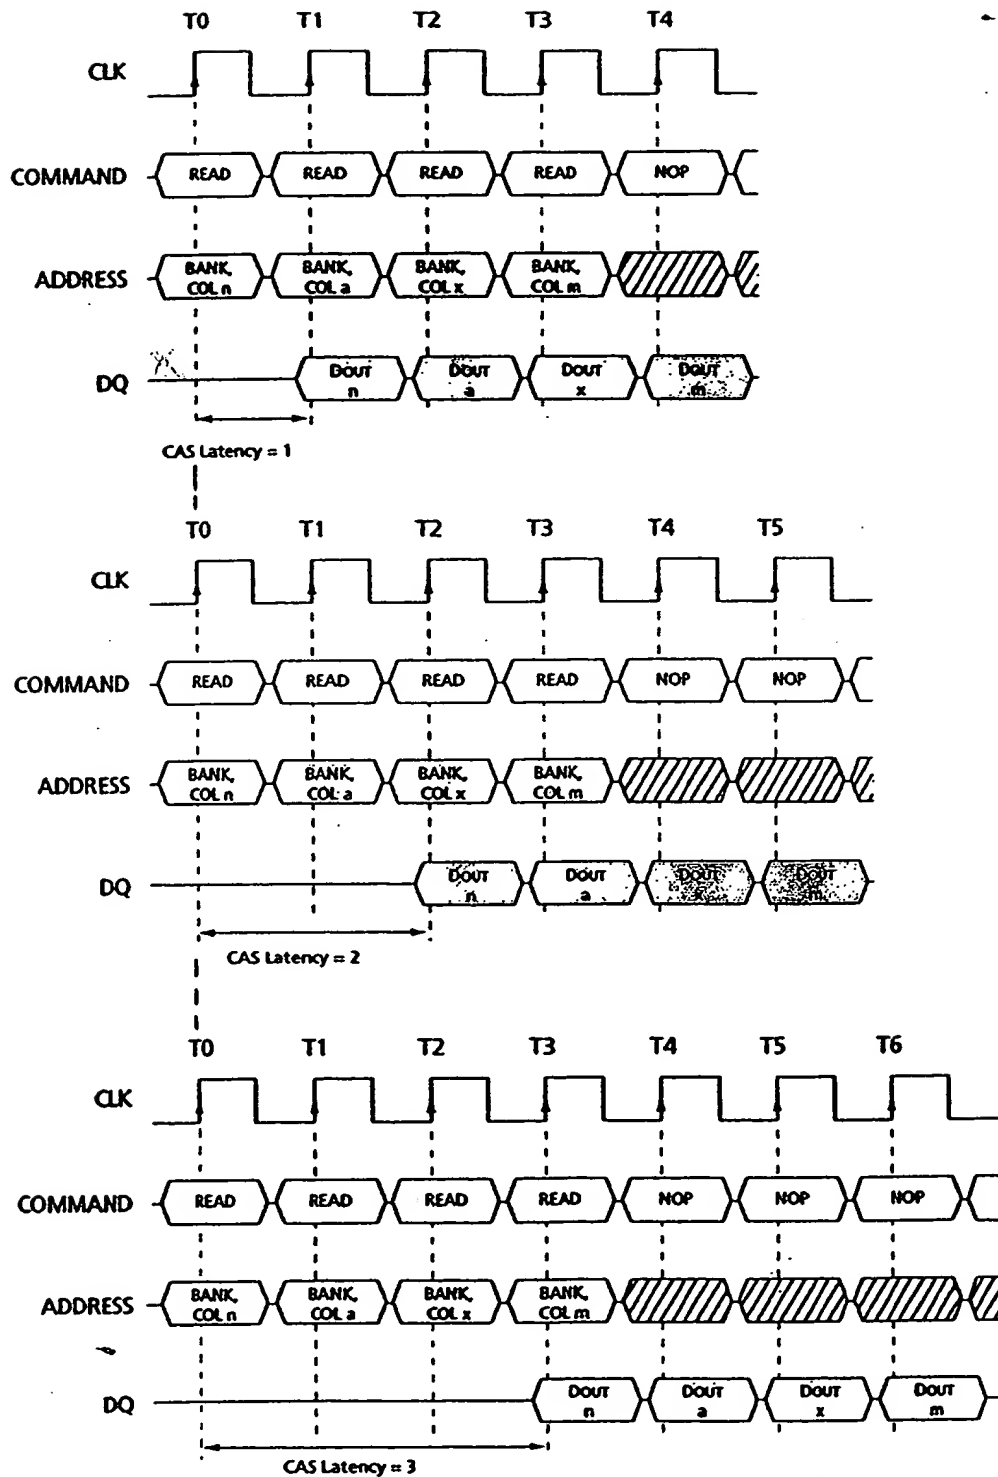 T0 T1 T2 T3 T4
CLK
COMMAND READ READ READ READ NOP
ADDRESS BANK, COL n BANK, COL a BANK, COL x BANK, COL m
DQ DOUT n DOUT a DOUT x DOUT m
CAS Latency = 1
T0 T1 T2 T3 T4 T5
CLK
COMMAND READ READ READ READ NOP NOP
ADDRESS BANK, COL n BANK, COL a BANK, COL x BANK, COL m
DQ DOUT n DOUT a DOUT x DOUT m
CAS Latency = 2
T0 T1 T2 T3 T4 T5 T6
CLK
COMMAND READ READ READ READ NOP NOP NOP
ADDRESS BANK, COL n BANK, COL a BANK, COL x BANK, COL m
DQ DOUT n DOUT a DOUT x DOUT m
CAS Latency = 3